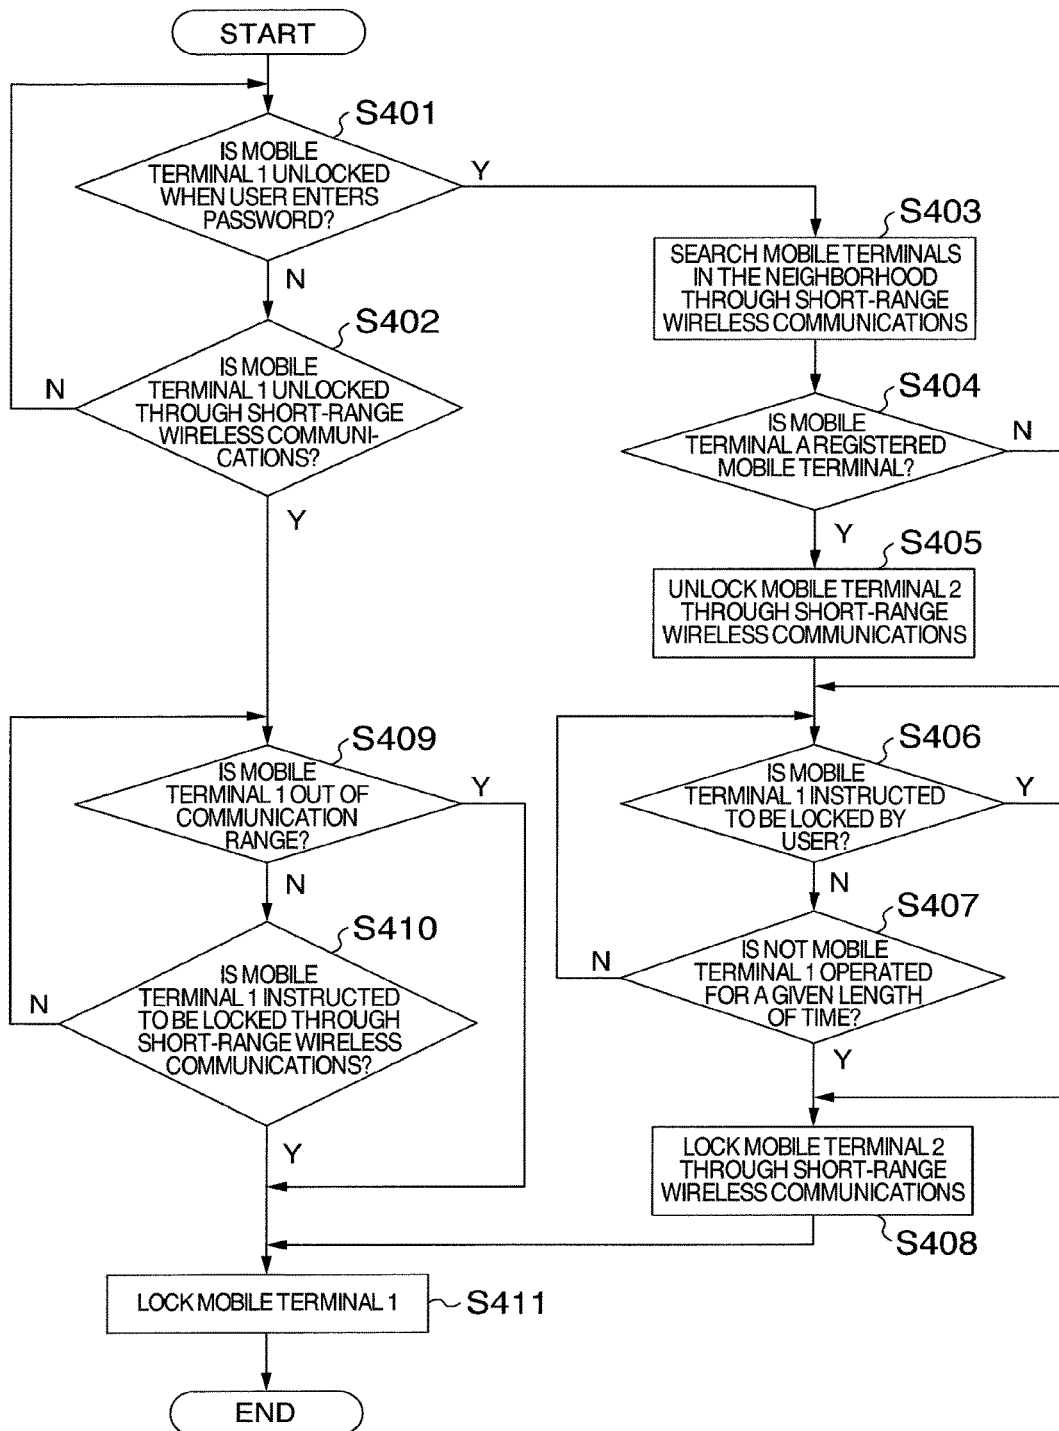 START
S401
IS MOBILE
TERMINAL 1 UNLOCKED
WHEN USER ENTERS
PASSWORD?
Y
N
S402
IS MOBILE
TERMINAL 1 UNLOCKED
THROUGH SHORT-RANGE
WIRELESS COMMUNI-
CATIONS?
N
Y
S403
SEARCH MOBILE TERMINALS
IN THE NEIGHBORHOOD
THROUGH SHORT-RANGE
WIRELESS COMMUNICATIONS
S404
IS MOBILE
TERMINAL A REGISTERED
MOBILE TERMINAL?
N
Y
S405
UNLOCK MOBILE TERMINAL 2
THROUGH SHORT-RANGE
WIRELESS COMMUNICATIONS
S406
IS MOBILE
TERMINAL 1 INSTRUCTED
TO BE LOCKED BY
USER?
Y
N
S407
IS NOT MOBILE
TERMINAL 1 OPERATED
FOR A GIVEN LENGTH
OF TIME?
N
Y
LOCK MOBILE TERMINAL 2
THROUGH SHORT-RANGE
WIRELESS COMMUNICATIONS
S408
S409
IS MOBILE
TERMINAL 1 OUT OF
COMMUNICATION
RANGE?
Y
N
S410
IS MOBILE
TERMINAL 1 INSTRUCTED
TO BE LOCKED THROUGH
SHORT-RANGE WIRELESS
COMMUNICATIONS?
N
Y
LOCK MOBILE TERMINAL 1
S411
END